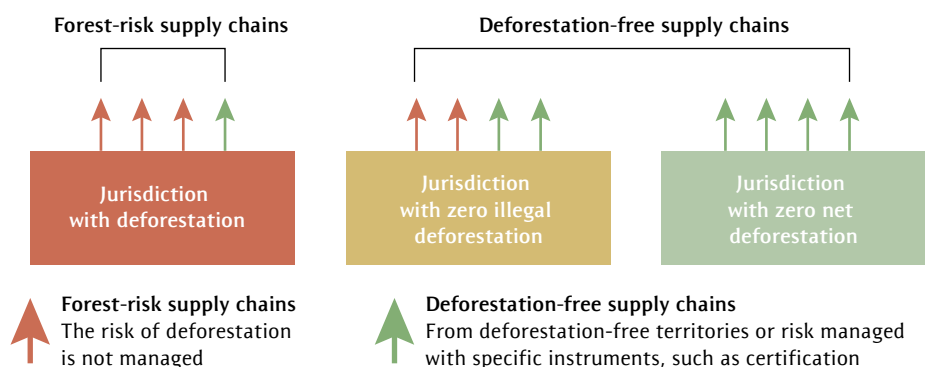 Forest-risk supply chains
Deforestation-free supply chains
Jurisdiction
with deforestation
Jurisdiction
with zero illegal
deforestation
Jurisdiction
with zero net
deforestation
Forest-risk supply chains
The risk of deforestation
is not managed
Deforestation-free supply chains
From deforestation-free territories or risk managed
with specific instruments, such as certification